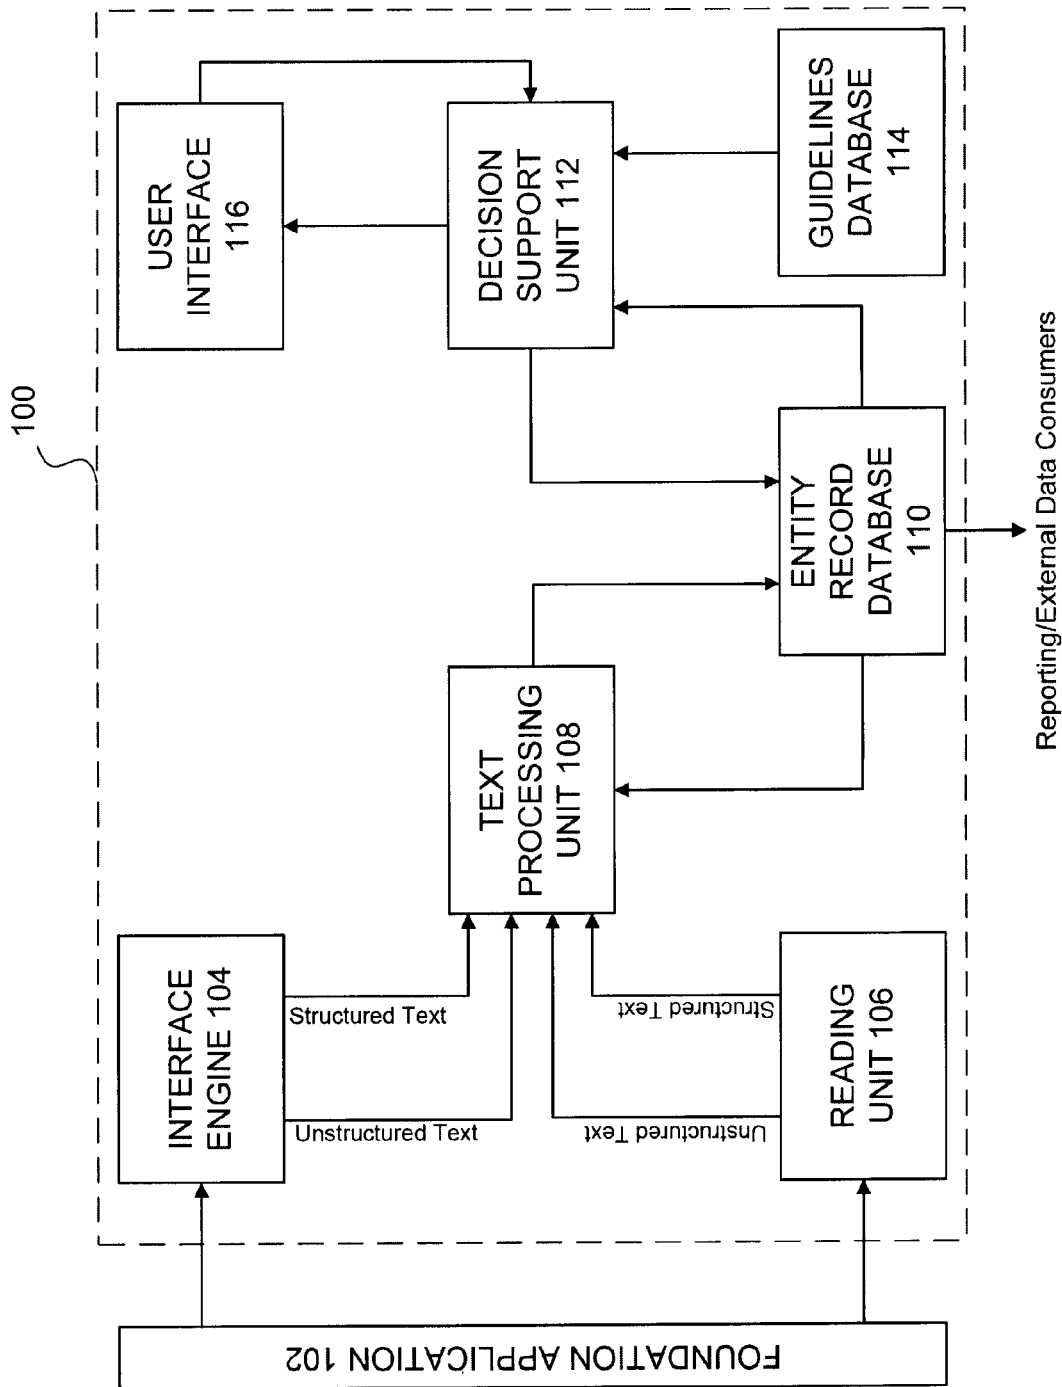 100
FOUNDATION APPLICATION 102
INTERFACE
ENGINE 104
Structured Text
Unstructured Text
READING
UNIT 106
Structured Text
Unstructured Text
TEXT
PROCESSING
UNIT 108
ENTITY
RECORD
DATABASE
110
USER
INTERFACE
116
DECISION
SUPPORT
UNIT 112
GUIDELINES
DATABASE
114
Reporting/External Data Consumers